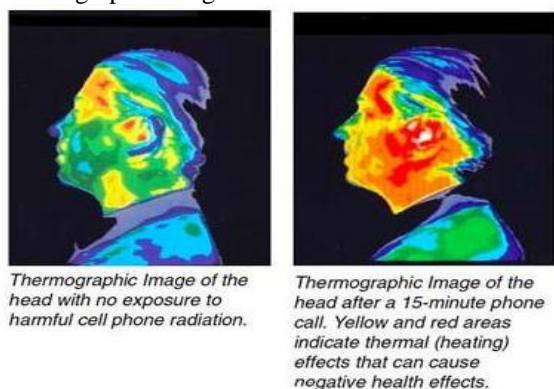 Thermographic Image of the
head with no exposure to
harmful cell phone radiation.
Thermographic Image of the
head after a 15-minute phone
call. Yellow and red areas
indicate thermal (heating)
effects that can cause
negative health effects.